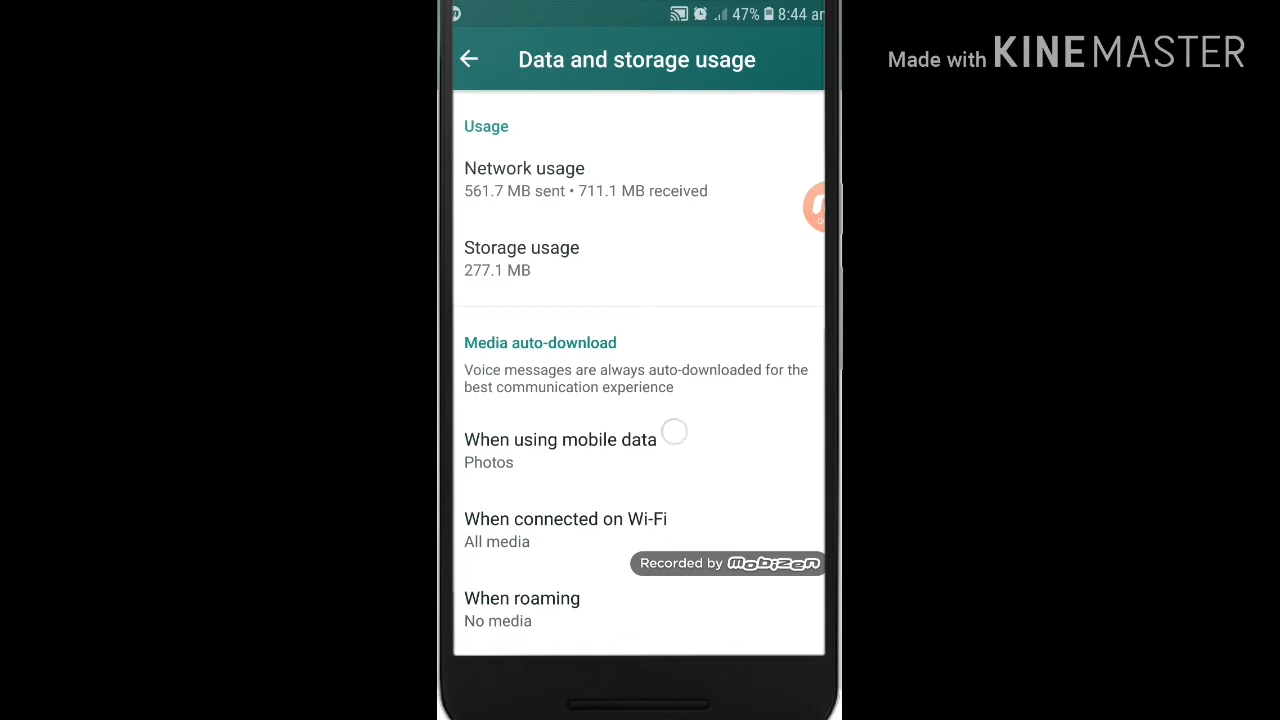 47% 8:44 am
Made with KINEMASTER
Data and storage usage
Usage
Network usage
561.7 MB sent • 711.1 MB received
Storage usage
277.1 MB
Media auto-download
Voice messages are always auto-downloaded for the
best communication experience
When using mobile data
Photos
When connected on Wi-Fi
All media
Recorded by mobizen
When roaming
No media